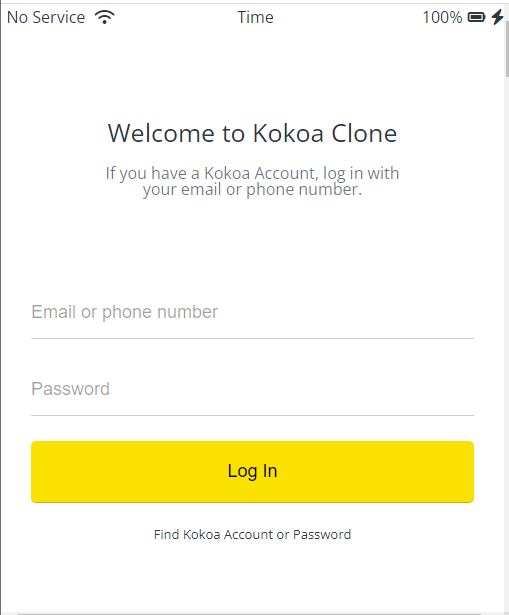 No Service Time 100%
Welcome to Kokoa Clone
If you have a Kokoa Account, log in with
your email or phone number.
Email or phone number
Password
Log In
Find Kokoa Account or Password